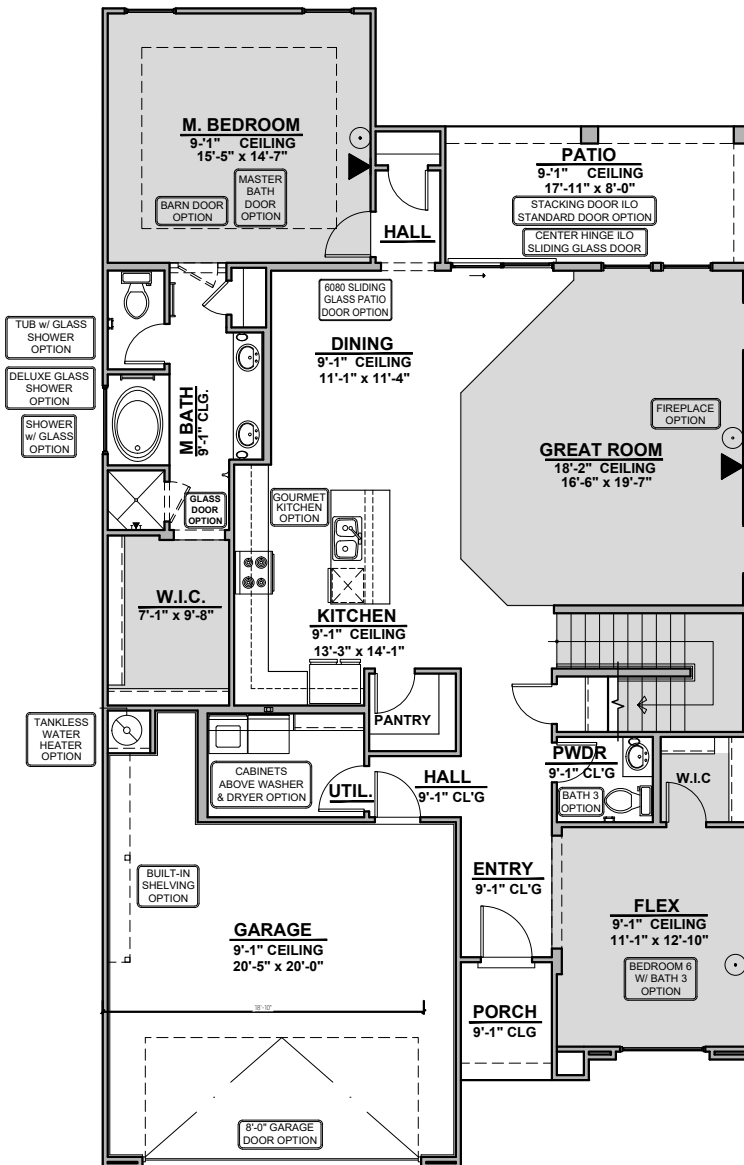 M. BEDROOM
9-'1" CEILING
15'-5" x 14'-7"
BARN DOOR
OPTION
MASTER
BATH
DOOR
OPTION
HALL
PATIO
9-'1" CEILING
17'-11" x 8'-0"
STACKING DOOR ILO
STANDARD DOOR OPTION
CENTER HINGE ILO
SLIDING GLASS DOOR
6080 SLIDING
GLASS PATIO
DOOR OPTION
TUB w/ GLASS
SHOWER
OPTION
DELUXE GLASS
SHOWER
OPTION
SHOWER
w/ GLASS
OPTION
M BATH
9'-1" CLG.
DINING
9'-1" CEILING
11'-1" x 11'-4"
FIREPLACE
OPTION
GREAT ROOM
18'-2" CEILING
16'-6" x 19'-7"
GLASS
DOOR
OPTION
GOURMET
KITCHEN
OPTION
W.I.C.
7'-1" x 9'-8"
KITCHEN
9'-1" CEILING
13'-3" x 14'-1"
TANKLESS
WATER
HEATER
OPTION
PANTRY
CABINETS
ABOVE WASHER
& DRYER OPTION
UTIL.
HALL
9'-1" CL'G
PWDR
9'-1" CL'G
BATH 3
OPTION
W.I.C
BUILT-IN
SHELVING
OPTION
ENTRY
9'-1" CL'G
FLEX
9'-1" CEILING
11'-1" x 12'-10"
BEDROOM 6
W/ BATH 3
OPTION
GARAGE
9'-1" CEILING
20'-5" x 20'-0"
18'-10"
PORCH
9'-1" CLG
8'-0" GARAGE
DOOR OPTION